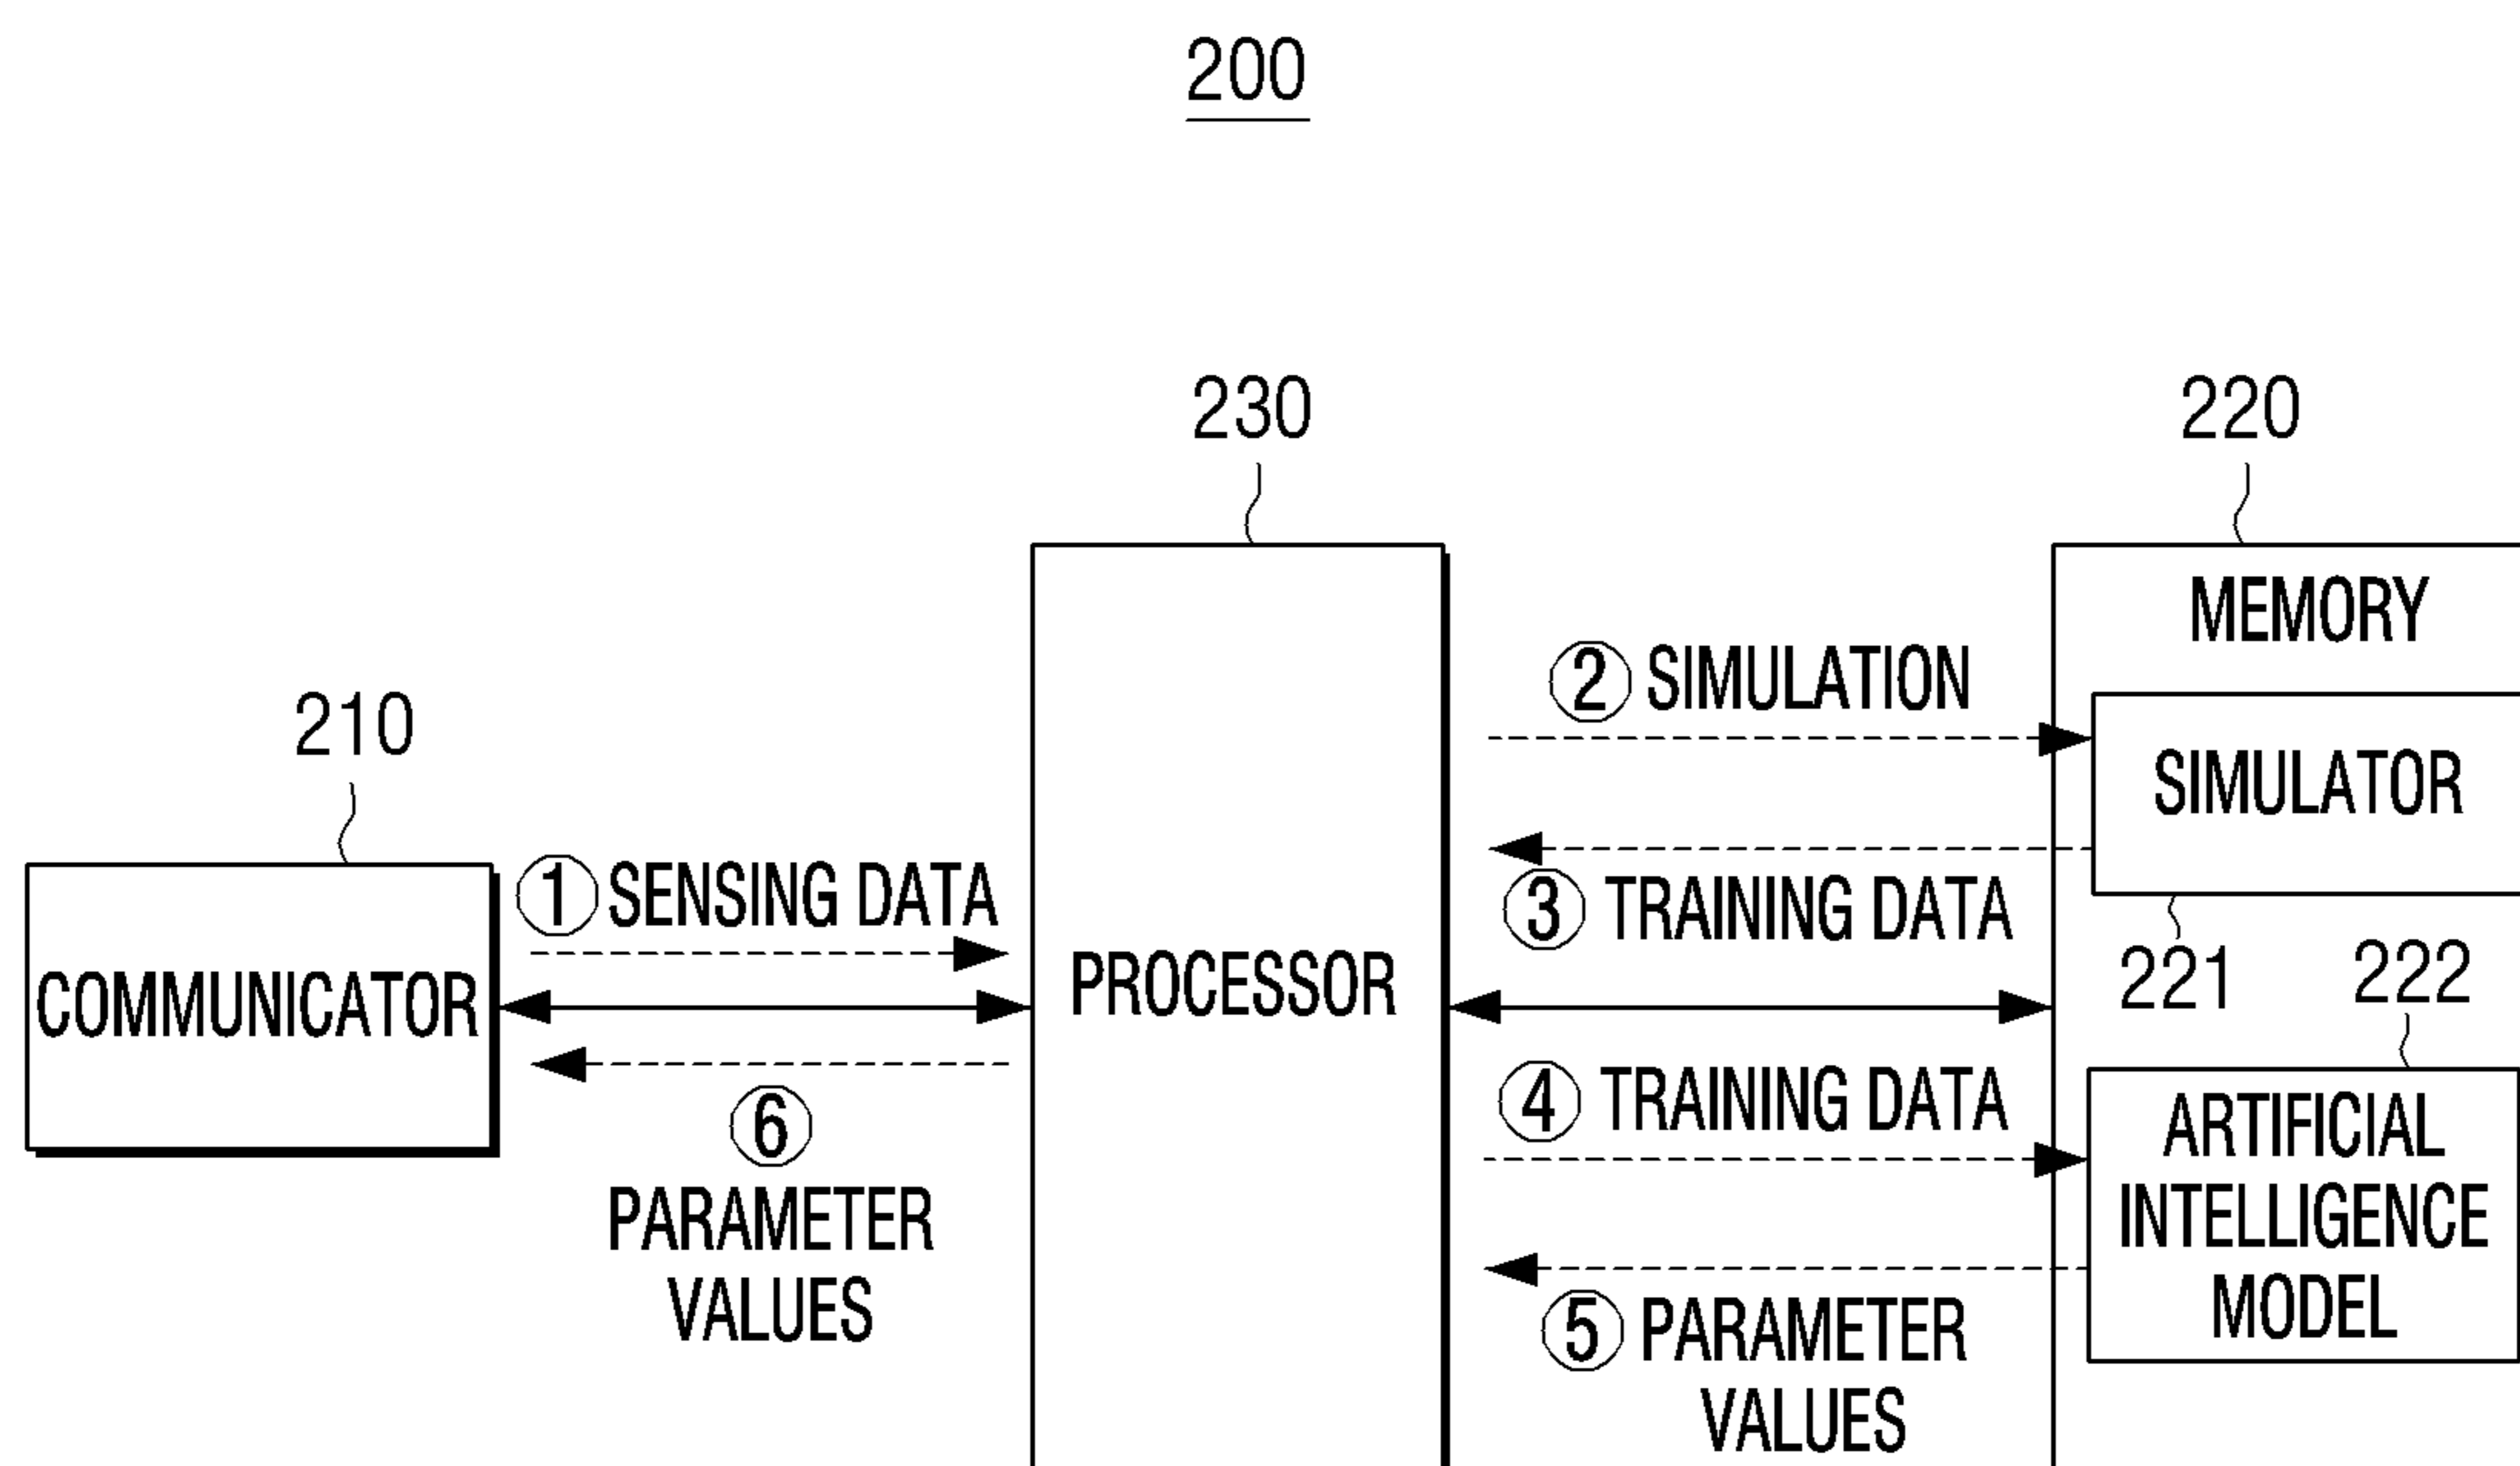 200
230
220
MEMORY
② SIMULATION
210
SIMULATOR
① SENSING DATA
③ TRAINING DATA
COMMUNICATOR
PROCESSOR
221
222
④ TRAINING DATA
ARTIFICIAL
INTELLIGENCE
MODEL
⑥
PARAMETER
VALUES
⑤ PARAMETER
VALUES